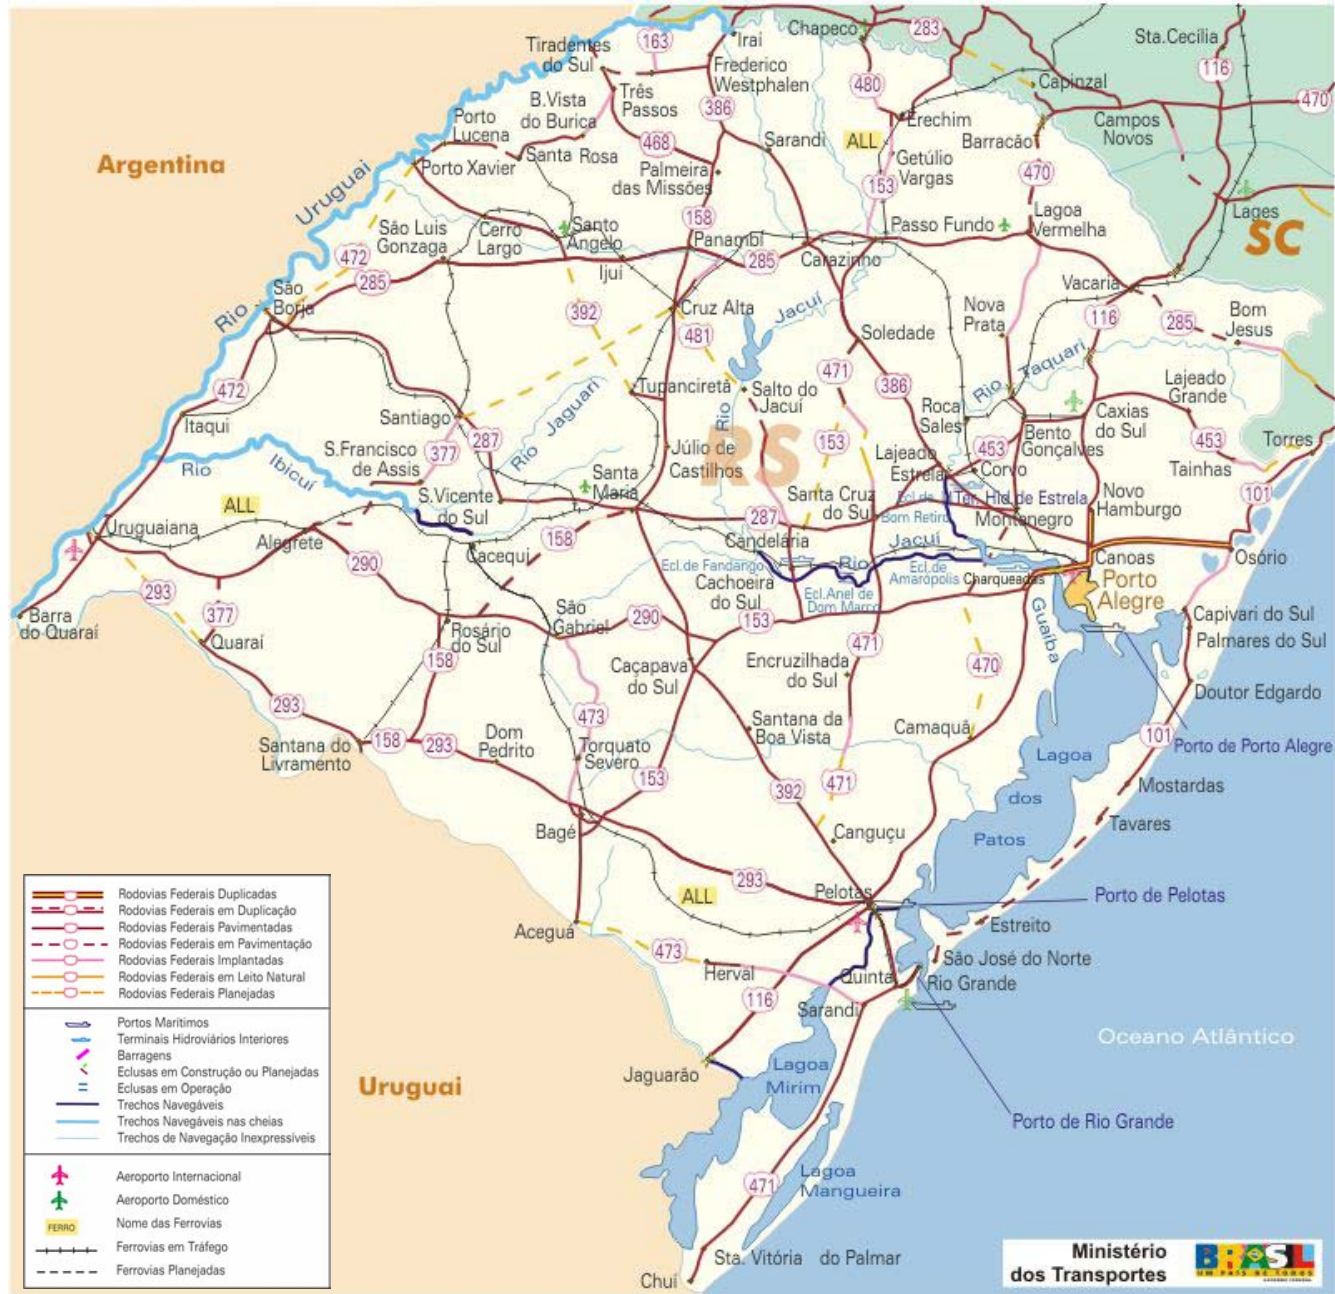 Chapecó
283
Sta.Cecília
163
Iraí
Tiradentes
do Sul
Frederico
Westphalen
480
Capinzal
116
470
Três
Passos
B.Vista
do Burica
386
Erechim
Campos
Novos
Porto
Lucena
ALL
Barracão
468
Sarandi
Argentina
Porto Xavier
Santa Rosa
Palmeira
das Missões
Getúlio
Vargas
153
470
Uruguai
158
Lages
SC
São Luis
Gonzaga
Cerro
Largo
Santo
Ângelo
Panambi
Passo Fundo
Lagoa
Vermelha
472
285
Ijuí
285
Carazinho
Vacaria
São
Borja
Rio
392
Cruz Alta
Jacuí
Nova
Prata
116
285
Bom
Jesus
481
Soledade
472
Tupanciretã
Salto do
Jacuí
471
386
Rio
Taquari
Lajeado
Grande
Itaqui
Santiago
Rio
Jaguari
Rio
Roca
Sales
Caxias
do Sul
287
377
Júlio de
Castilhos
RS
153
453
Bento
Gonçalves
453
Torres
Rio
Ibicuí
S.Francisco
de Assis
Lajeado
Estrela
Corvo
Tainhas
ALL
S.Vicente
do Sul
Santa
Maria
Santa Cruz
do Sul
Ecl.de
Bom Retiro
Ter. Hid de Estrela
Novo
Hamburgo
101
Uruguaiana
Alegrete
287
Montenegro
158
Candelária
Jacuí
Cacequi
Canoas
Osório
290
Ecl.de Fandango
Rio
Ecl.de
Amarópolis
Charqueadas
Porto
Alegre
293
Cachoeira
do Sul
Ecl.Anel de
Dom Marco
Barra
do Quaraí
377
São
Gabriel
290
153
Guaíba
Capivari do Sul
Quaraí
Rosário
do Sul
471
Palmares do Sul
158
Caçapava
do Sul
Encruzilhada
do Sul
470
293
Doutor Edgardo
473
Santana da
Boa Vista
Camaquã
Santana do
Livramento
158
293
Dom
Pedrito
Torquato
Severo
101
Porto de Porto Alegre
Lagoa
153
392
471
Mostardas
dos
Tavares
Bagé
Canguçu
Patos
293
Pelotas
Porto de Pelotas
ALL
Aceguá
Estreito
473
Herval
Quinta
São José do Norte
Rio Grande
116
Sarandi
Oceano Atlântico
Jaguarão
Lagoa
Mirim
Uruguai
Porto de Rio Grande
471
Lagoa
Mangueira
Sta. Vitória do Palmar
Chuí
Rodovias Federais Duplicadas
Rodovias Federais em Duplicação
Rodovias Federais Pavimentadas
Rodovias Federais em Pavimentação
Rodovias Federais Implantadas
Rodovias Federais em Leito Natural
Rodovias Federais Planejadas
Portos Marítimos
Terminais Hidroviários Interiores
Barragens
Eclusas em Construção ou Planejadas
Eclusas em Operação
Trechos Navegáveis
Trechos Navegáveis nas cheias
Trechos de Navegação Inexpressíveis
Aeroporto Internacional
Aeroporto Doméstico
FERRO Nome das Ferrovias
Ferrovias em Tráfego
Ferrovias Planejadas
Ministério
dos Transportes
BRASIL
UM PAÍS DE TODOS
GOVERNO FEDERAL